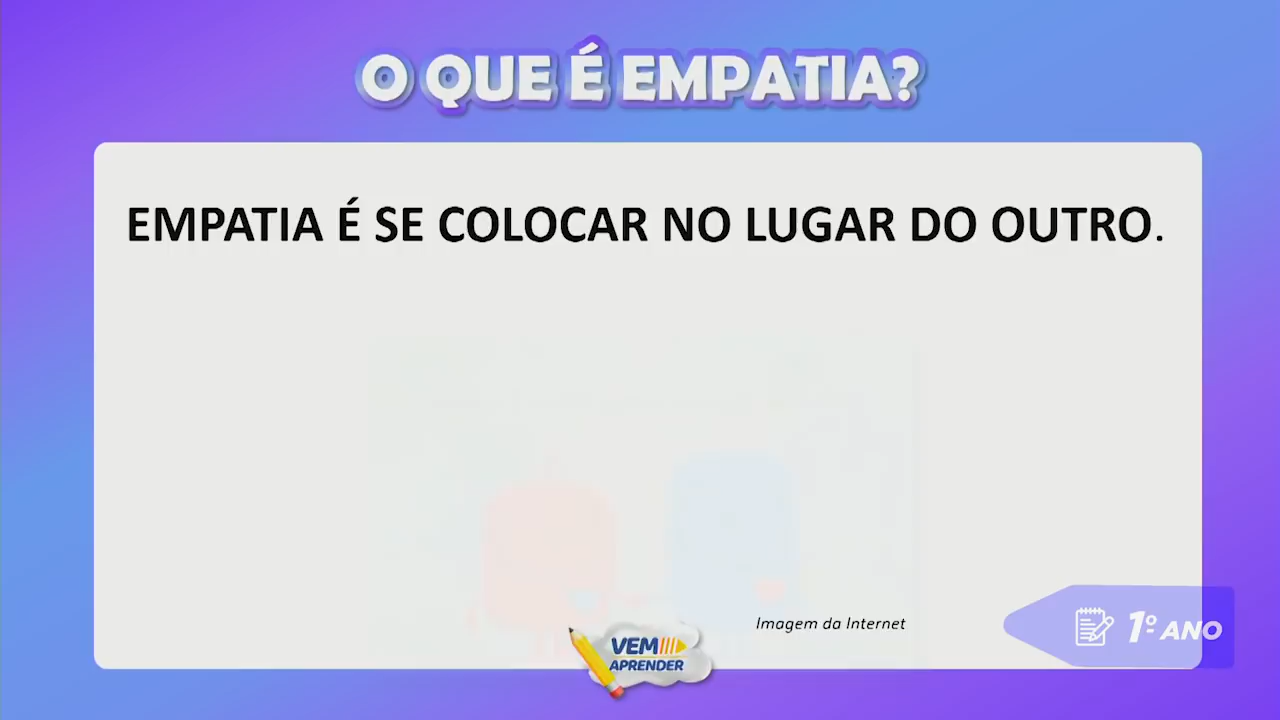 O QUE É EMPATIA?
EMPATIA É SE COLOCAR NO LUGAR DO OUTRO.
Imagem da Internet
1º ANO
VEM
APRENDER